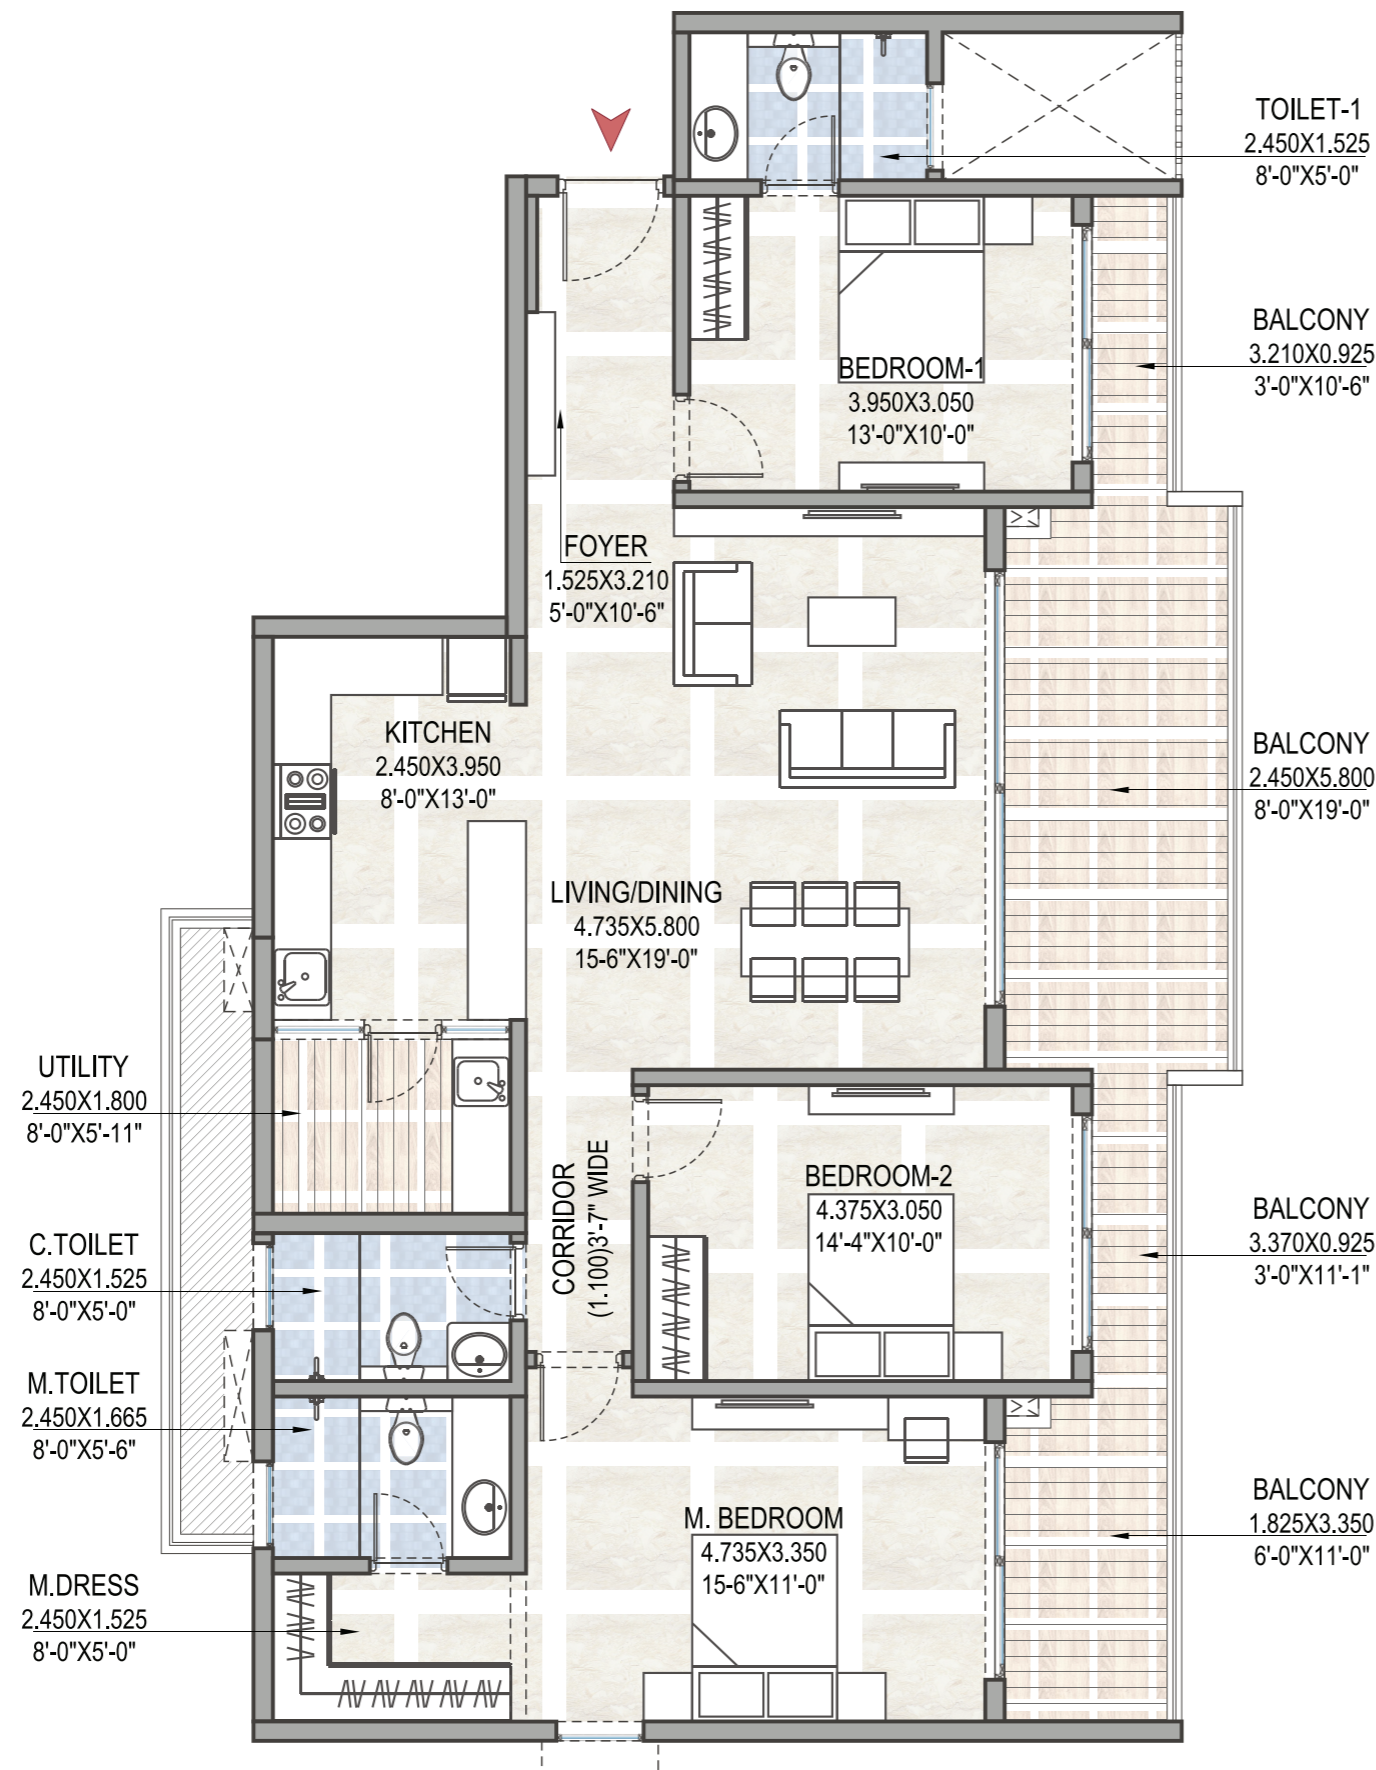 TOILET-1
2.450X1.525
8'-0"X5'-0"
BALCONY
3.210X0.925
3'-0"X10'-6"
BEDROOM-1
3.950X3.050
13'-0"X10'-0"
FOYER
1.525X3.210
5'-0"X10'-6"
KITCHEN
2.450X3.950
8'-0"X13'-0"
BALCONY
2.450X5.800
8'-0"X19'-0"
LIVING/DINING
4.735X5.800
15-6"X19'-0"
UTILITY
2.450X1.800
8'-0"X5'-11"
CORRIDOR
(1.100)3'-7" WIDE
BEDROOM-2
4.375X3.050
14'-4"X10'-0"
BALCONY
3.370X0.925
3'-0"X11'-1"
C.TOILET
2.450X1.525
8'-0"X5'-0"
M.TOILET
2.450X1.665
8'-0"X5'-6"
M. BEDROOM
4.735X3.350
15-6"X11'-0"
BALCONY
1.825X3.350
6'-0"X11'-0"
M.DRESS
2.450X1.525
8'-0"X5'-0"